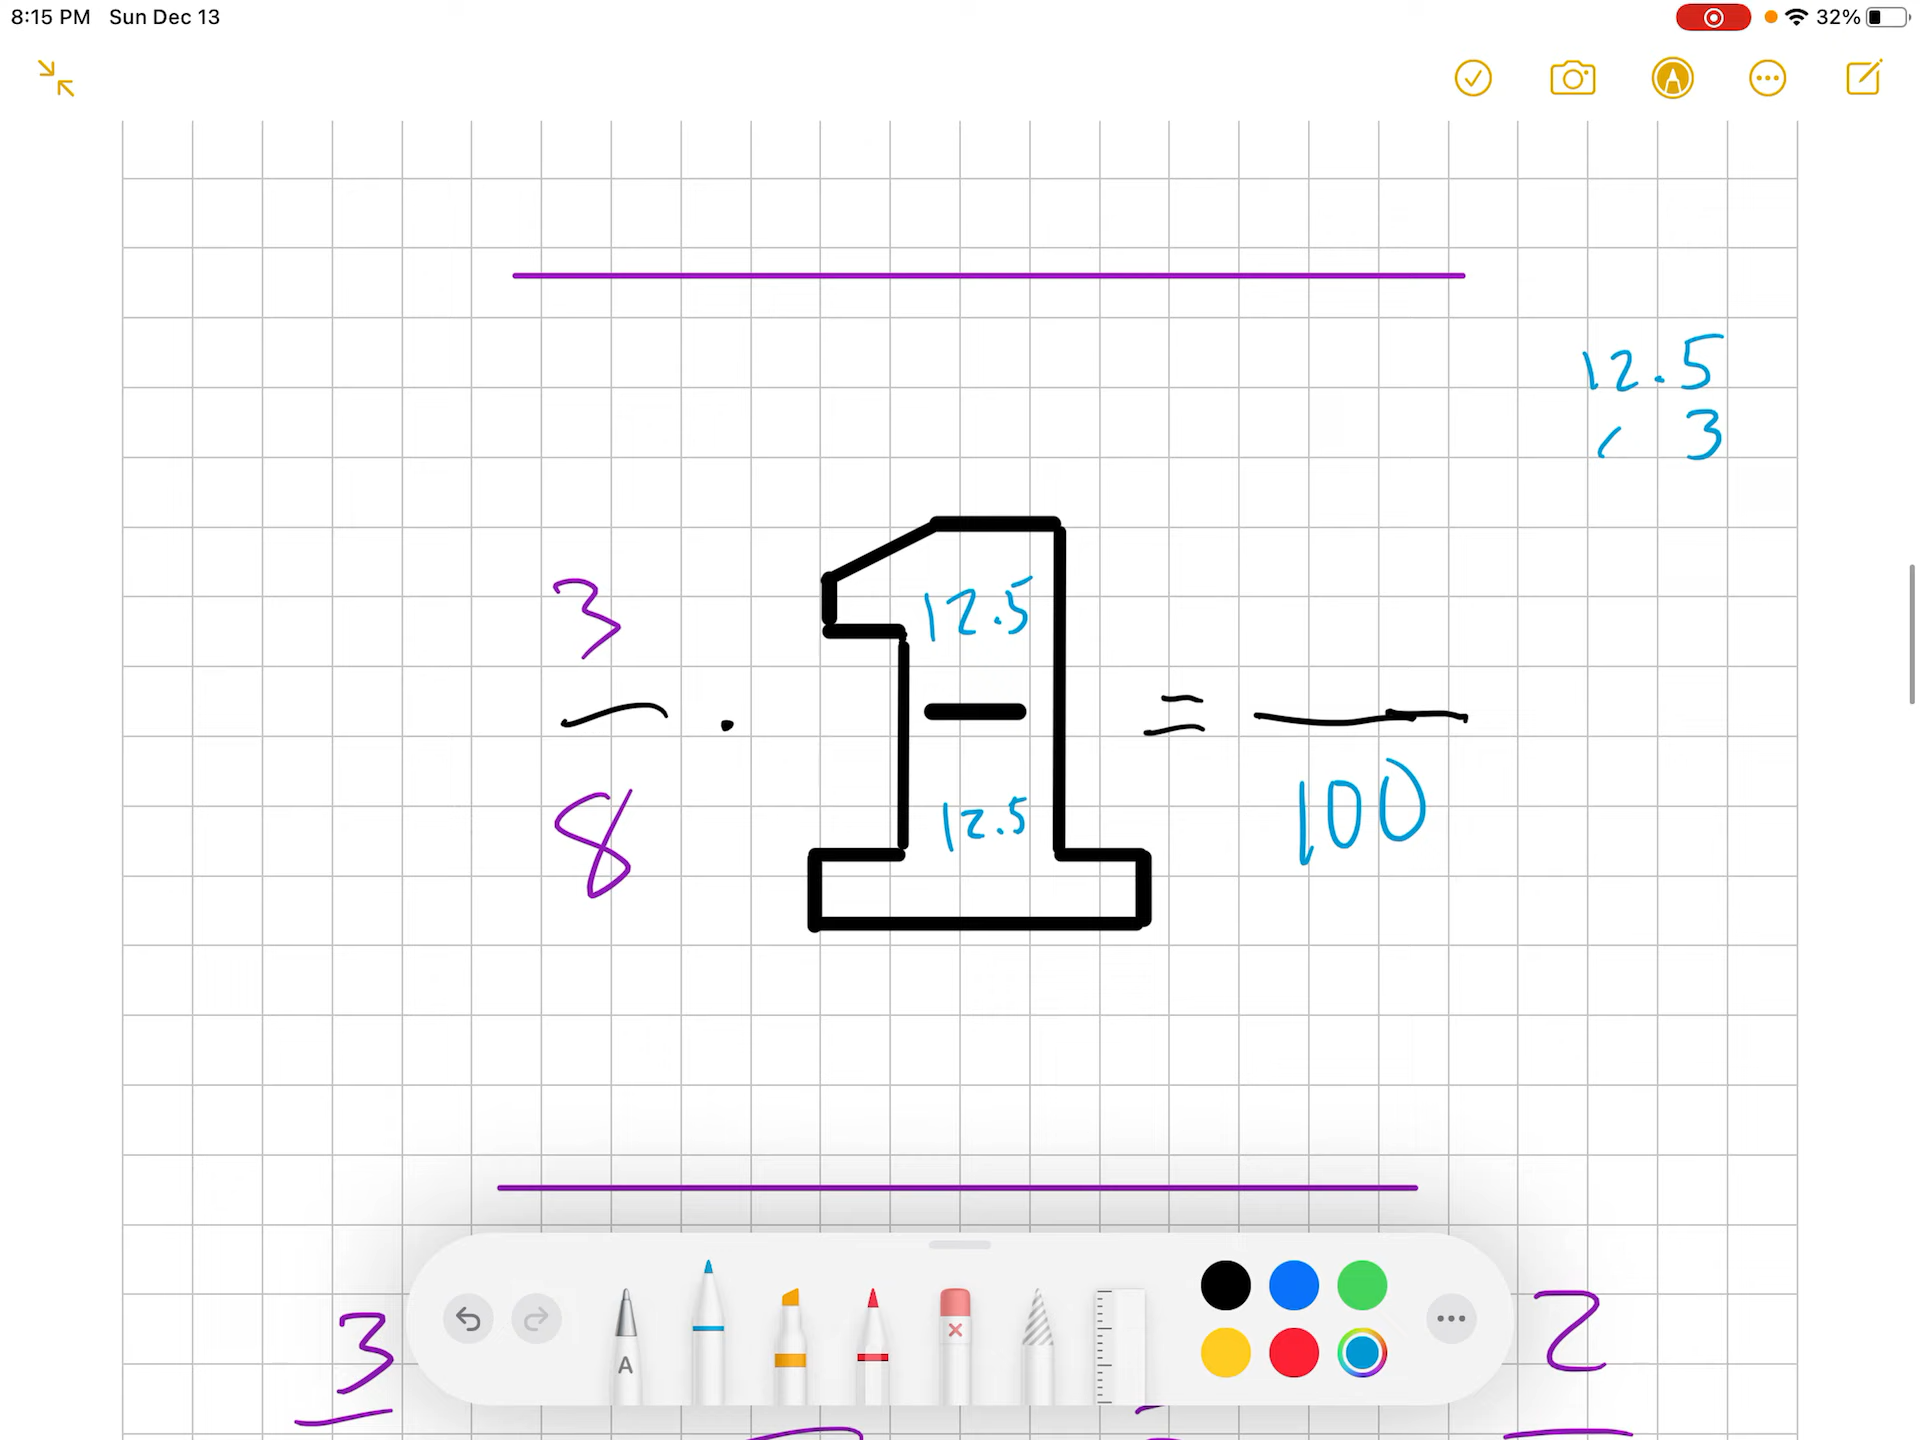 8:15 PM Sun Dec 13 32%
12.5
3
3 12.5
— · — = —
8 12.5 100
A
3 2